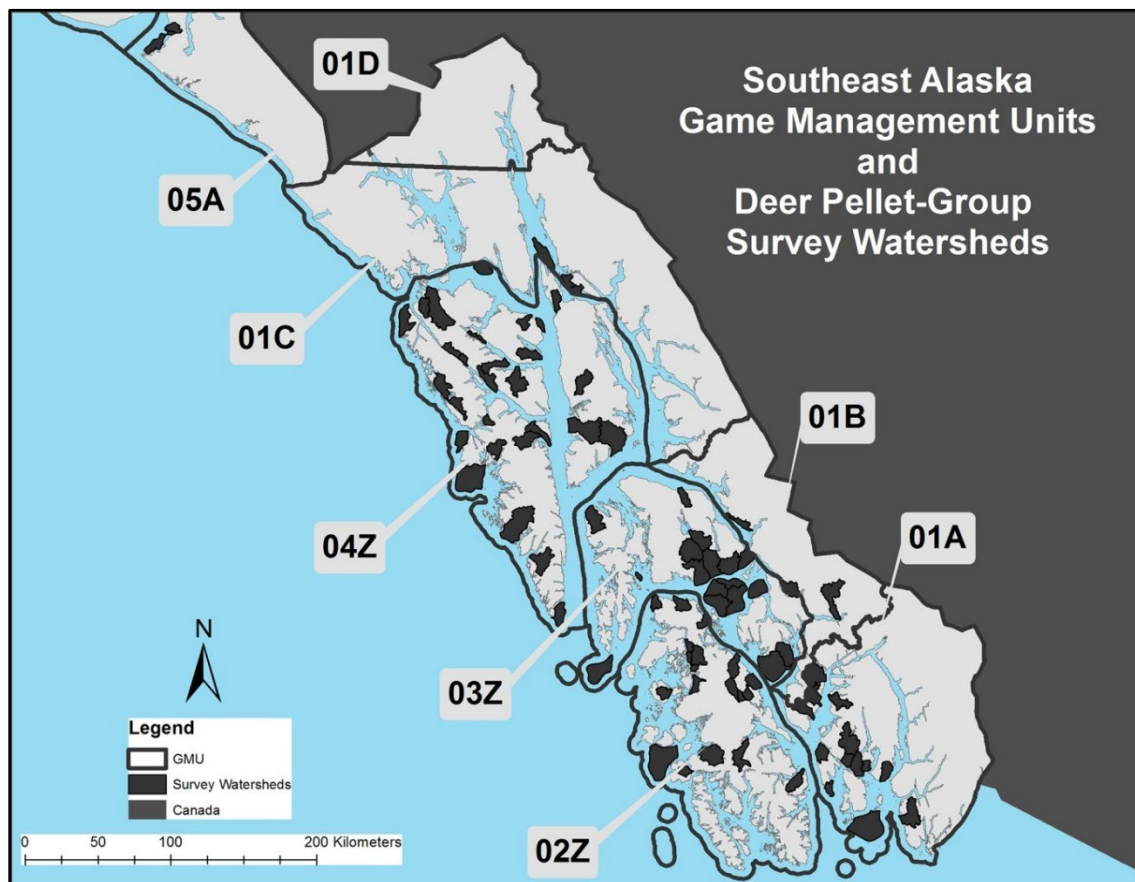 Southeast Alaska
Game Management Units
and
Deer Pellet-Group
Survey Watersheds
01D
05A
01C
01B
01A
04Z
03Z
02Z
N
Legend
GMU
Survey Watersheds
Canada
0 50 100 200 Kilometers